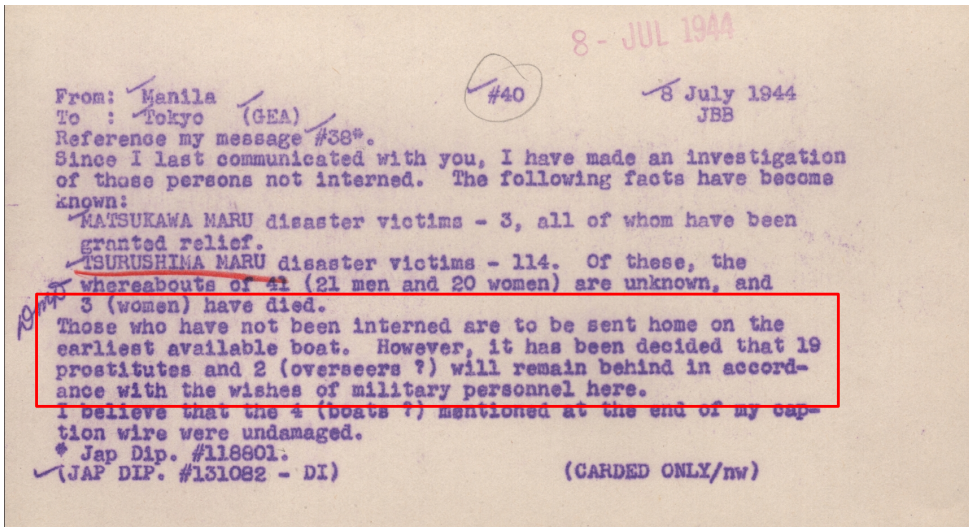 8 - JUL 1944
From: Manila #40 8 July 1944
To : Tokyo (GEA) JBB
Reference my message #38*.
Since I last communicated with you, I have made an investigation
of those persons not interned. The following facts have become
known:
MATSUKAWA MARU disaster victims - 3, all of whom have been
granted relief.
TSURUSHIMA MARU disaster victims - 114. Of these, the
whereabouts of 41 (21 men and 20 women) are unknown, and
3 (women) have died.
Those who have not been interned are to be sent home on the
earliest available boat. However, it has been decided that 19
prostitutes and 2 (overseers ?) will remain behind in accord-
ance with the wishes of military personnel here.
I believe that the 4 (boats ?) mentioned at the end of my cap-
tion wire were undamaged.
* Jap Dip. #118801.
(JAP DIP. #131082 - DI) (CARDED ONLY/nw)